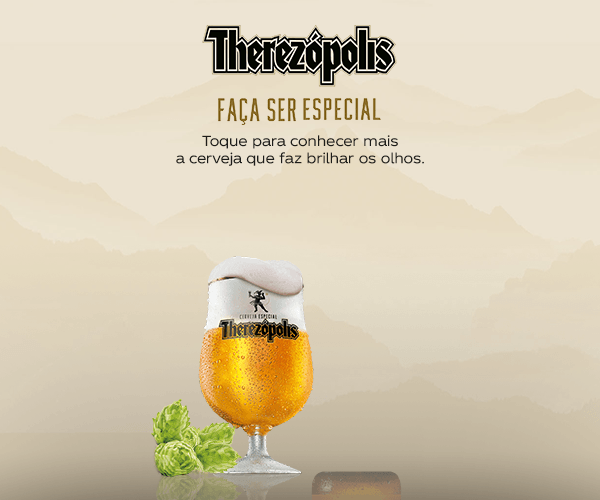 Therezópolis
FAÇA SER ESPECIAL
Toque para conhecer mais
a cerveja que faz brilhar os olhos.
CERVEJA ESPECIAL
Therezópolis